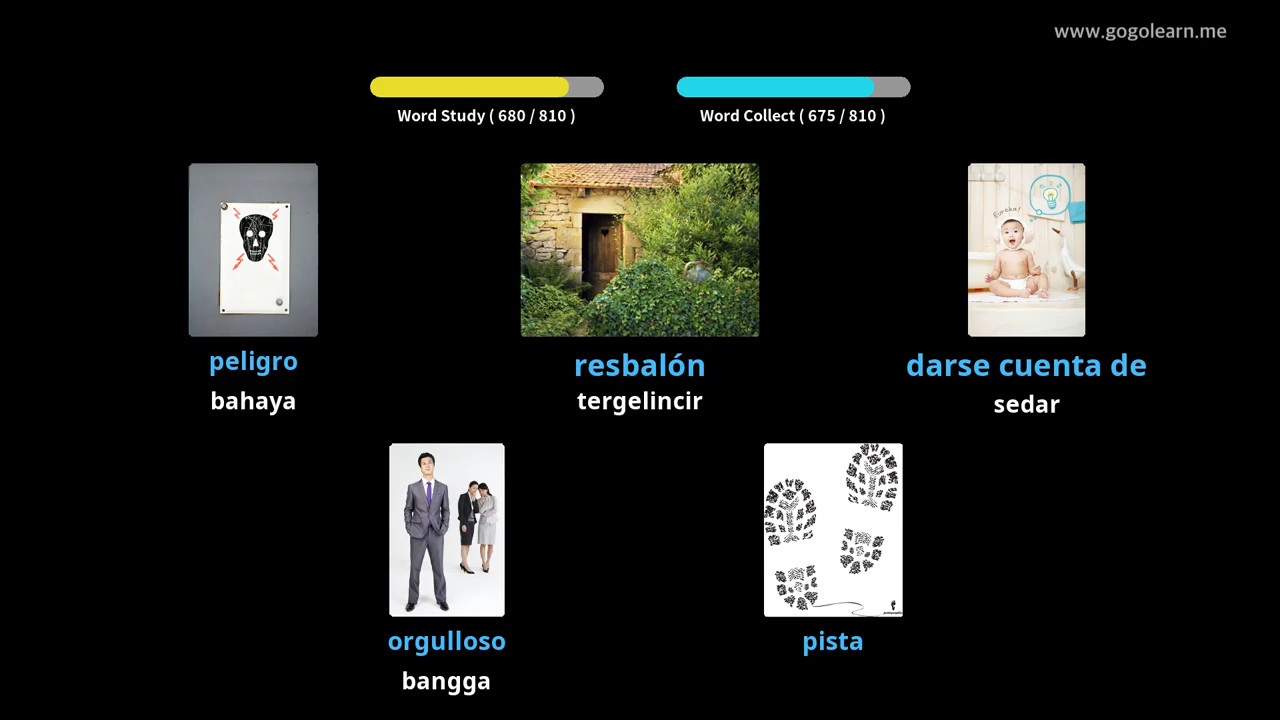 www.gogolearn.me
Word Study ( 680 / 810 )
Word Collect ( 675 / 810 )
Eureka!
peligro
bahaya
resbalón
tergelincir
darse cuenta de
sedar
orgulloso
bangga
pista